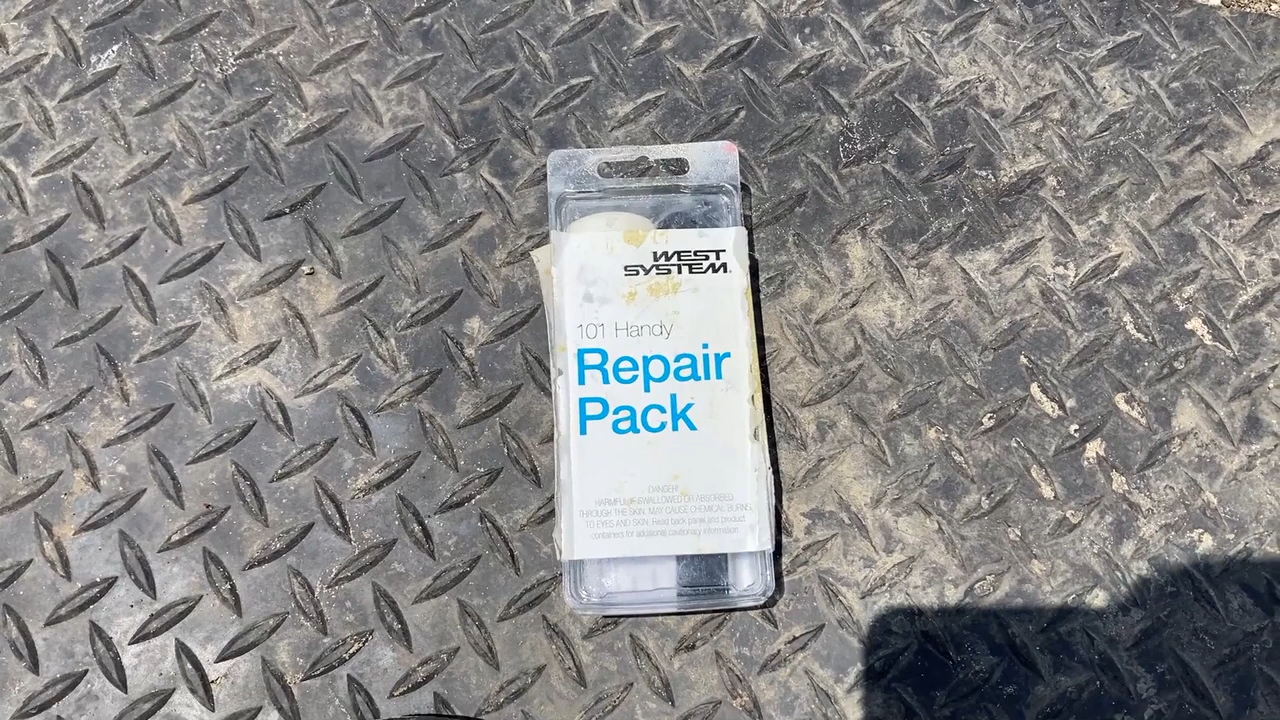 WEST
SYSTEM®
101 Handy
Repair
Pack
DANGER!
HARMFUL IF SWALLOWED OR ABSORBED
THROUGH THE SKIN. MAY CAUSE CHEMICAL BURNS
TO EYES AND SKIN. Read back panel and product
containers for additional cautionary information.